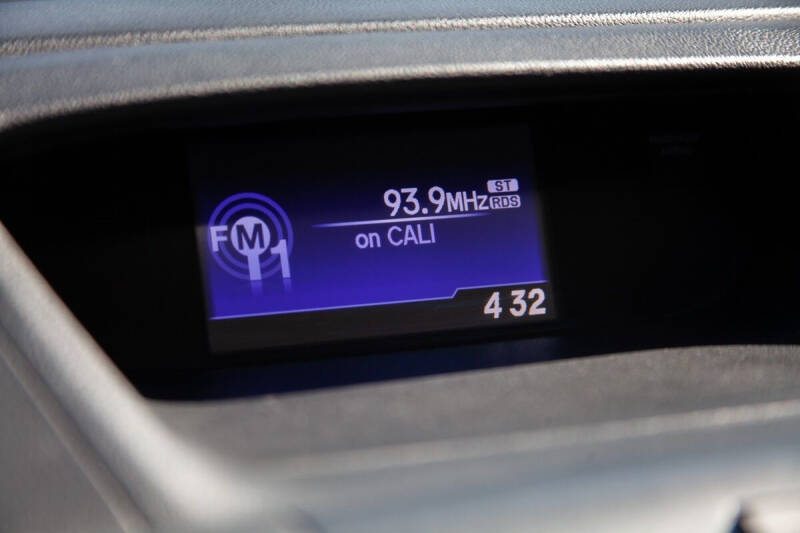 93.9MHz ST
RDS
FM1
on CALI
4 32